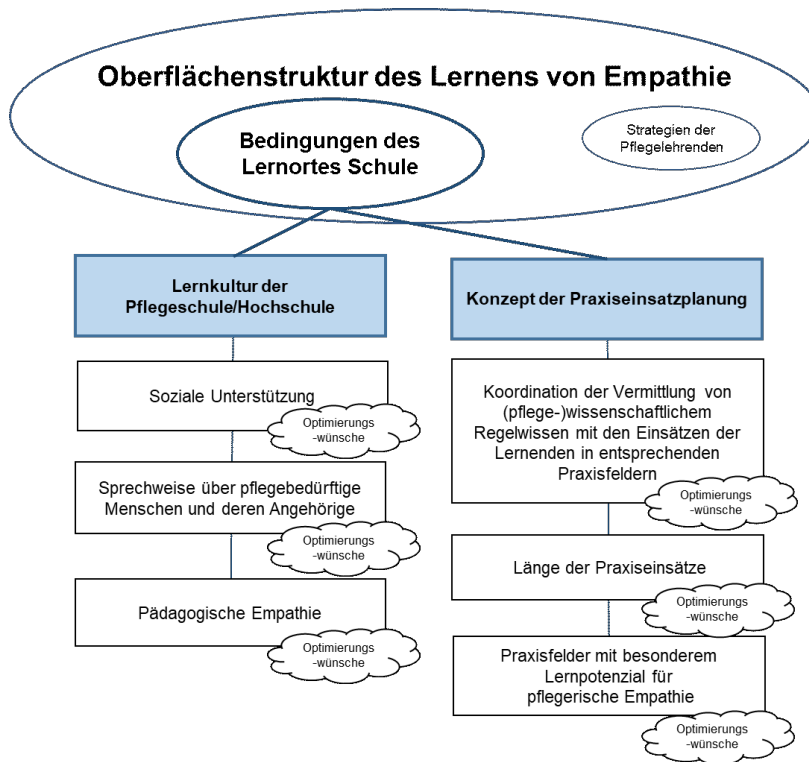 Oberflächenstruktur des Lernens von Empathie
Bedingungen des
Lernortes Schule
Strategien der
Pflegelehrenden
Lernkultur der
Pflegeschule/Hochschule
Soziale Unterstützung
Optimierungs
-wünsche
Sprechweise über pflegebedürftige
Menschen und deren Angehörige
Optimierungs
-wünsche
Pädagogische Empathie
Optimierungs
-wünsche
Konzept der Praxiseinsatzplanung
Koordination der Vermittlung von
(pflege-)wissenschaftlichem
Regelwissen mit den Einsätzen der
Lernenden in entsprechenden
Praxisfeldern
Optimierungs
-wünsche
Länge der Praxiseinsätze
Optimierungs
-wünsche
Praxisfelder mit besonderem
Lernpotenzial für
pflegerische Empathie
Optimierungs
-wünsche